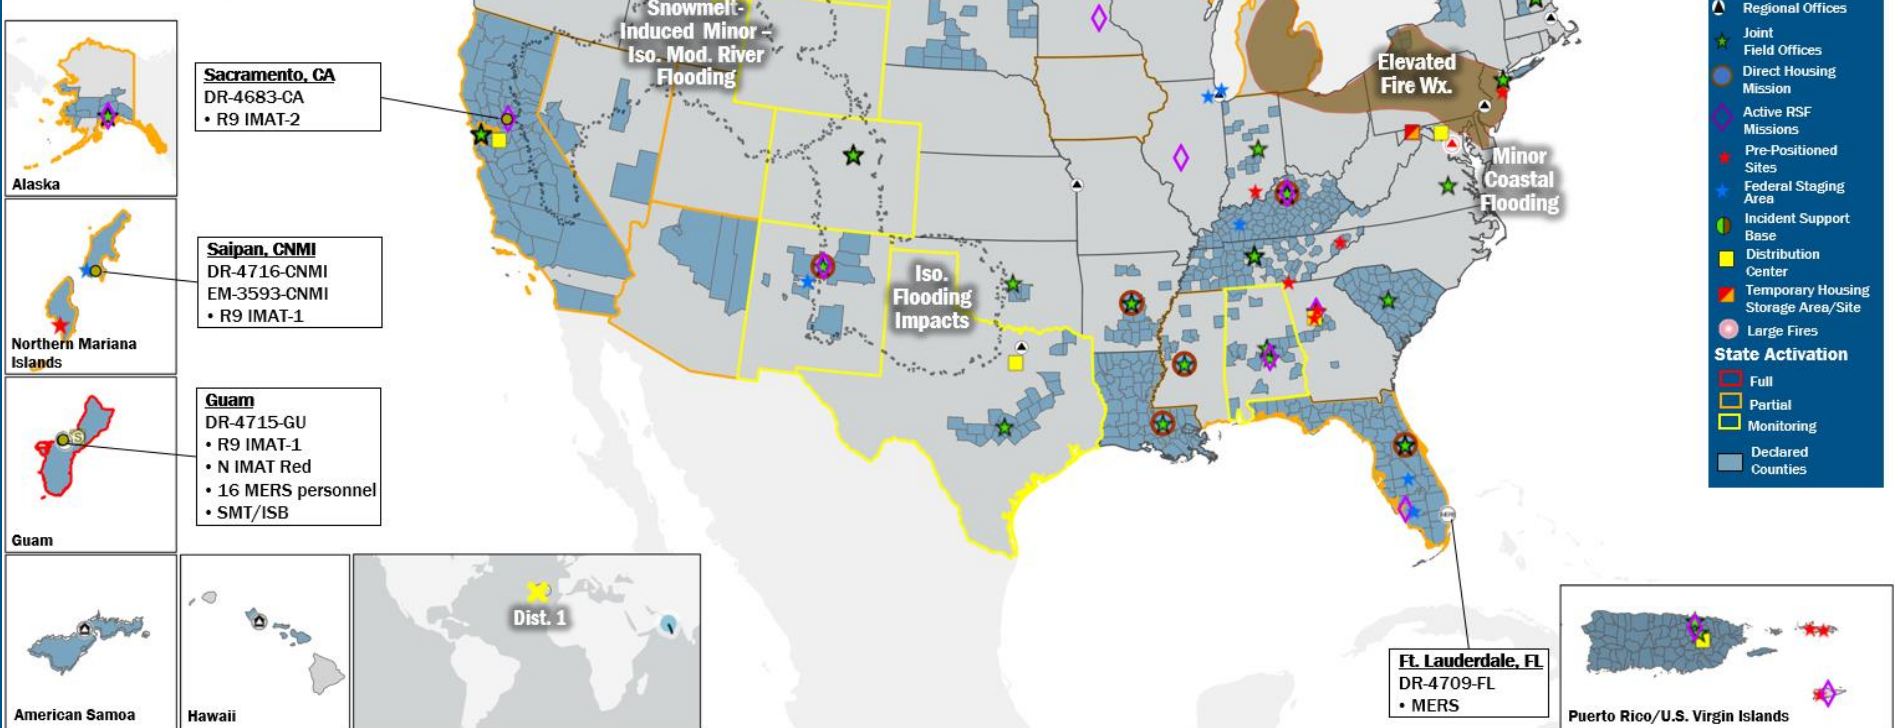 Snowmelt-
Induced Minor –
Iso. Mod. River
Flooding
Elevated
Fire Wx.
Minor
Coastal
Flooding
Iso.
Flooding
Impacts
Alaska
Sacramento, CA
DR-4683-CA
• R9 IMAT-2
Northern Mariana
Islands
Saipan, CNMI
DR-4716-CNMI
EM-3593-CNMI
• R9 IMAT-1
S
Guam
Guam
DR-4715-GU
• R9 IMAT-1
• N IMAT Red
• 16 MERS personnel
• SMT/ISB
American Samoa
Hawaii
Dist. 1
MERS
Ft. Lauderdale, FL
DR-4709-FL
• MERS
Puerto Rico/U.S. Virgin Islands
Regional Offices
Joint
Field Offices
Direct Housing
Mission
Active RSF
Missions
Pre-Positioned
Sites
Federal Staging
Area
Incident Support
Base
Distribution
Center
Temporary Housing
Storage Area/Site
Large Fires
State Activation
Full
Partial
Monitoring
Declared
Counties